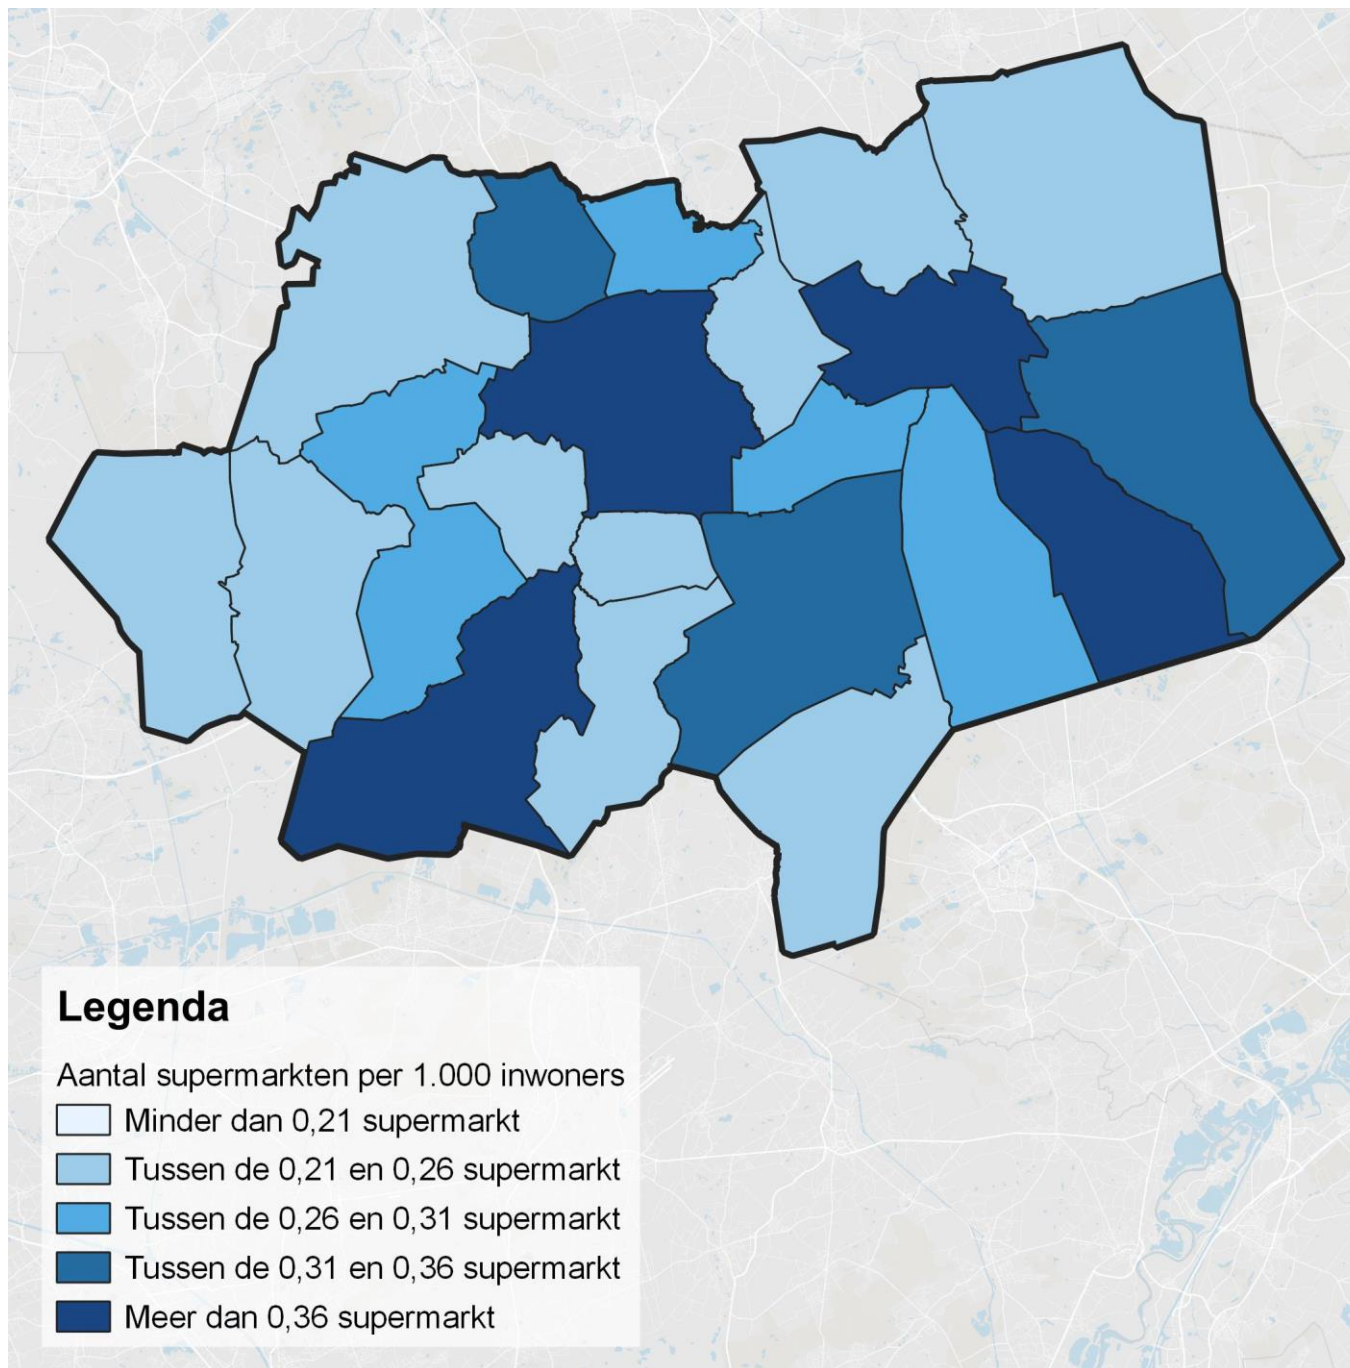 Legenda
Aantal supermarkten per 1.000 inwoners
Minder dan 0,21 supermarkt
Tussen de 0,21 en 0,26 supermarkt
Tussen de 0,26 en 0,31 supermarkt
Tussen de 0,31 en 0,36 supermarkt
Meer dan 0,36 supermarkt